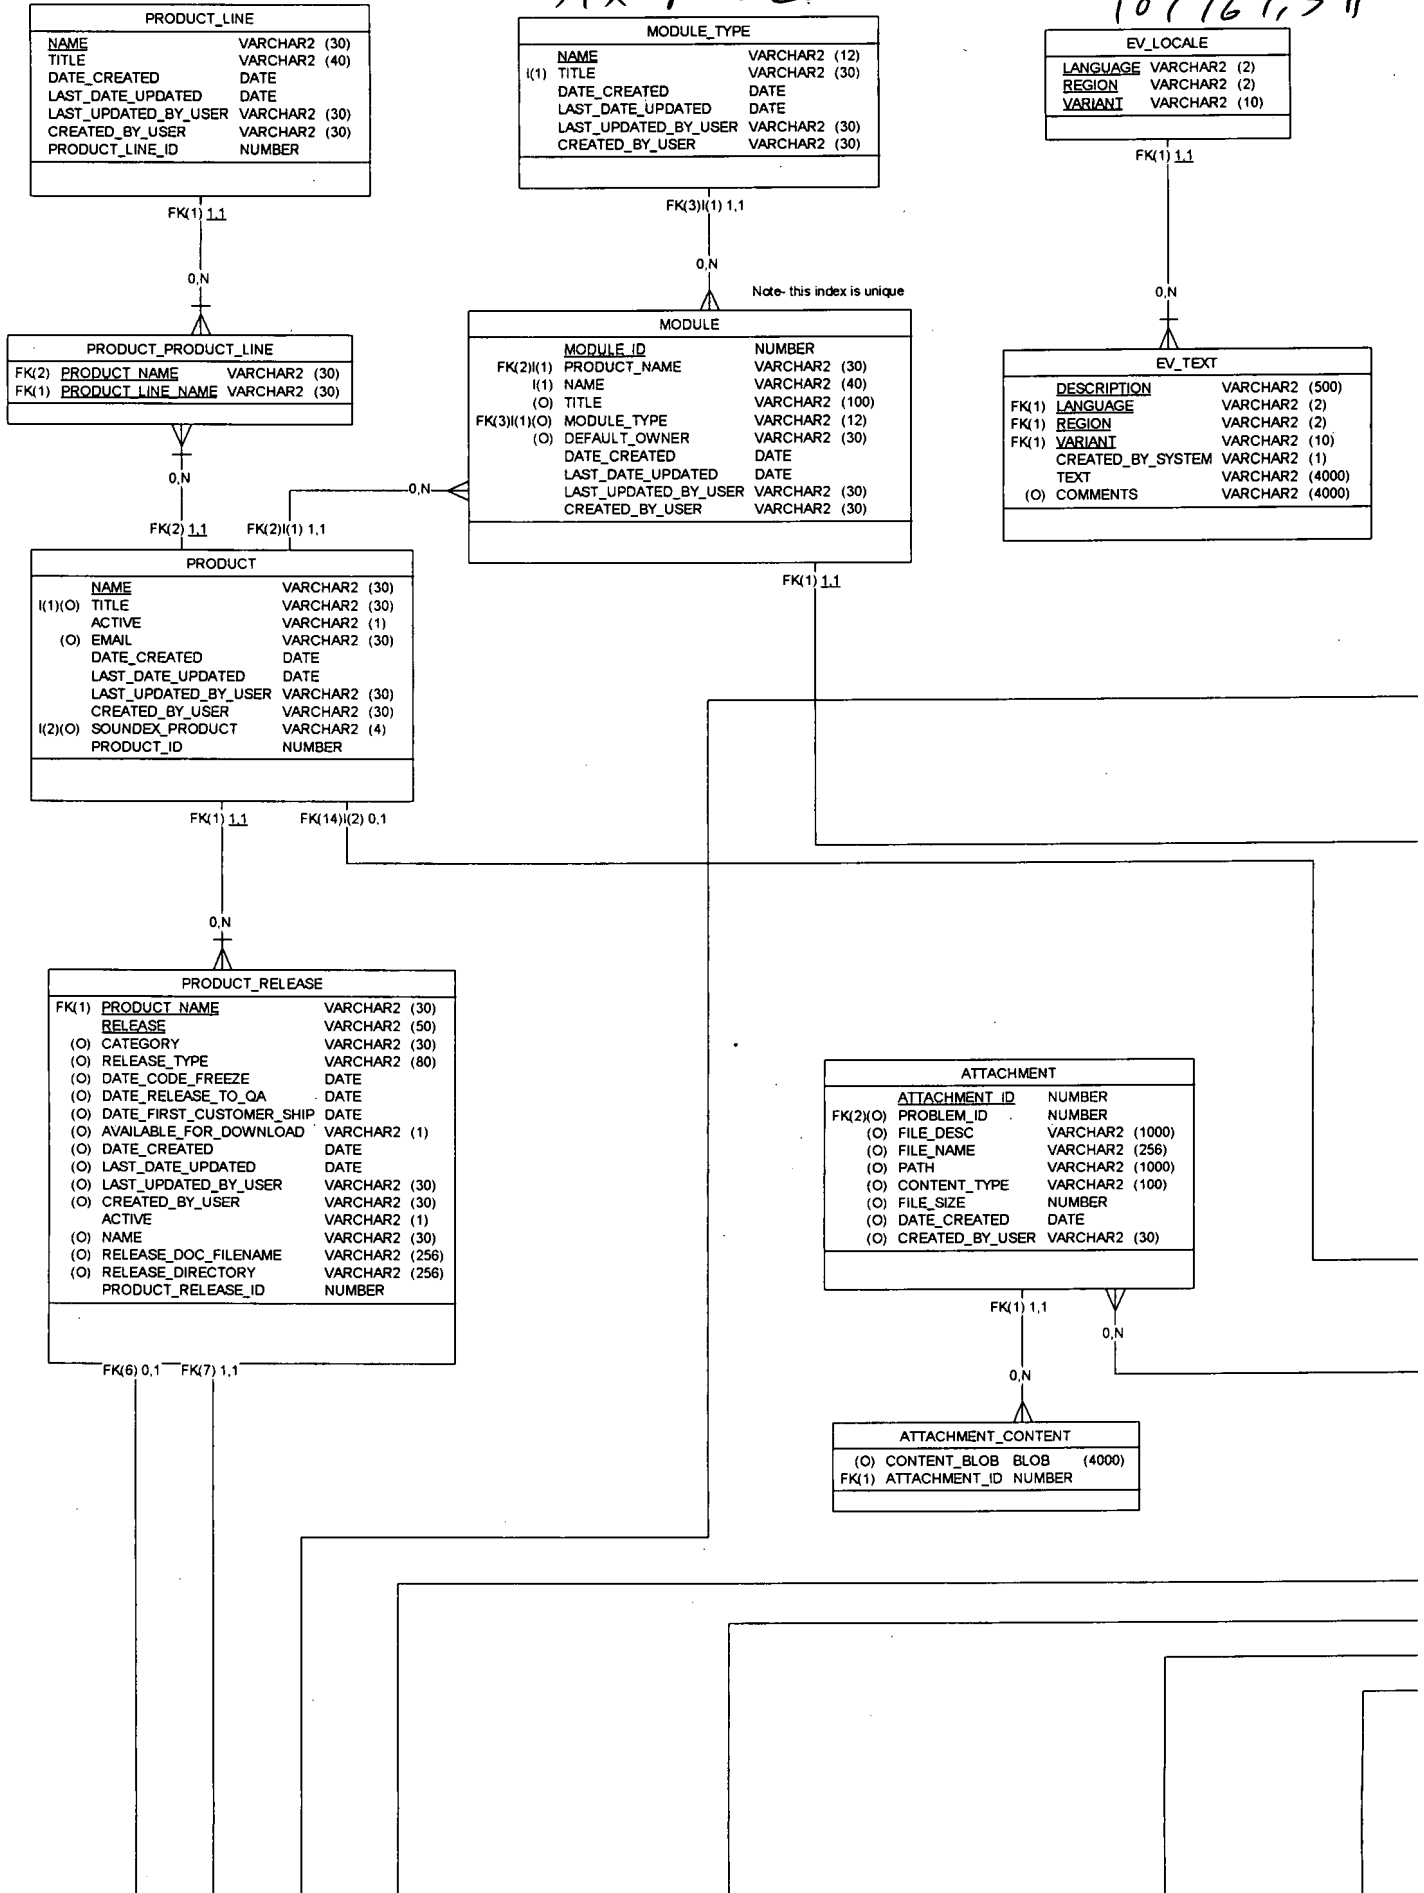 10/767,511
PRODUCT_LINE
NAME VARCHAR2 (30)
TITLE VARCHAR2 (40)
DATE_CREATED DATE
LAST_DATE_UPDATED DATE
LAST_UPDATED_BY_USER VARCHAR2 (30)
CREATED_BY_USER VARCHAR2 (30)
PRODUCT_LINE_ID NUMBER
FK(1) 1,1
0,N
MODULE_TYPE
NAME VARCHAR2 (12)
I(1) TITLE VARCHAR2 (30)
DATE_CREATED DATE
LAST_DATE_UPDATED DATE
LAST_UPDATED_BY_USER VARCHAR2 (30)
CREATED_BY_USER VARCHAR2 (30)
FK(3)I(1) 1,1
0,N
Note- this index is unique
EV_LOCALE
LANGUAGE VARCHAR2 (2)
REGION VARCHAR2 (2)
VARIANT VARCHAR2 (10)
FK(1) 1,1
0,N
PRODUCT_PRODUCT_LINE
FK(2) PRODUCT_NAME VARCHAR2 (30)
FK(1) PRODUCT_LINE_NAME VARCHAR2 (30)
0,N
FK(2) 1,1
FK(2)I(1) 1,1
0,N
MODULE
MODULE_ID NUMBER
FK(2)I(1) PRODUCT_NAME VARCHAR2 (30)
I(1) NAME VARCHAR2 (40)
(O) TITLE VARCHAR2 (100)
FK(3)I(1)(O) MODULE_TYPE VARCHAR2 (12)
(O) DEFAULT_OWNER VARCHAR2 (30)
DATE_CREATED DATE
LAST_DATE_UPDATED DATE
LAST_UPDATED_BY_USER VARCHAR2 (30)
CREATED_BY_USER VARCHAR2 (30)
FK(1) 1,1
EV_TEXT
DESCRIPTION VARCHAR2 (500)
FK(1) LANGUAGE VARCHAR2 (2)
FK(1) REGION VARCHAR2 (2)
FK(1) VARIANT VARCHAR2 (10)
CREATED_BY_SYSTEM VARCHAR2 (1)
TEXT VARCHAR2 (4000)
(O) COMMENTS VARCHAR2 (4000)
PRODUCT
NAME VARCHAR2 (30)
I(1)(O) TITLE VARCHAR2 (30)
ACTIVE VARCHAR2 (1)
(O) EMAIL VARCHAR2 (30)
DATE_CREATED DATE
LAST_DATE_UPDATED DATE
LAST_UPDATED_BY_USER VARCHAR2 (30)
CREATED_BY_USER VARCHAR2 (30)
I(2)(O) SOUNDEX_PRODUCT VARCHAR2 (4)
PRODUCT_ID NUMBER
FK(1) 1,1
FK(14)I(2) 0,1
0,N
PRODUCT_RELEASE
FK(1) PRODUCT_NAME VARCHAR2 (30)
RELEASE VARCHAR2 (50)
(O) CATEGORY VARCHAR2 (30)
(O) RELEASE_TYPE VARCHAR2 (80)
(O) DATE_CODE_FREEZE DATE
(O) DATE_RELEASE_TO_QA DATE
(O) DATE_FIRST_CUSTOMER_SHIP DATE
(O) AVAILABLE_FOR_DOWNLOAD VARCHAR2 (1)
(O) DATE_CREATED DATE
(O) LAST_DATE_UPDATED DATE
(O) LAST_UPDATED_BY_USER VARCHAR2 (30)
(O) CREATED_BY_USER VARCHAR2 (30)
ACTIVE VARCHAR2 (1)
(O) NAME VARCHAR2 (30)
(O) RELEASE_DOC_FILENAME VARCHAR2 (256)
(O) RELEASE_DIRECTORY VARCHAR2 (256)
PRODUCT_RELEASE_ID NUMBER
FK(6) 0,1
FK(7) 1,1
ATTACHMENT
ATTACHMENT_ID NUMBER
FK(2)(O) PROBLEM_ID NUMBER
(O) FILE_DESC VARCHAR2 (1000)
(O) FILE_NAME VARCHAR2 (256)
(O) PATH VARCHAR2 (1000)
(O) CONTENT_TYPE VARCHAR2 (100)
(O) FILE_SIZE NUMBER
(O) DATE_CREATED DATE
(O) CREATED_BY_USER VARCHAR2 (30)
FK(1) 1,1
0,N
0,N
ATTACHMENT_CONTENT
(O) CONTENT_BLOB BLOB (4000)
FK(1) ATTACHMENT_ID NUMBER